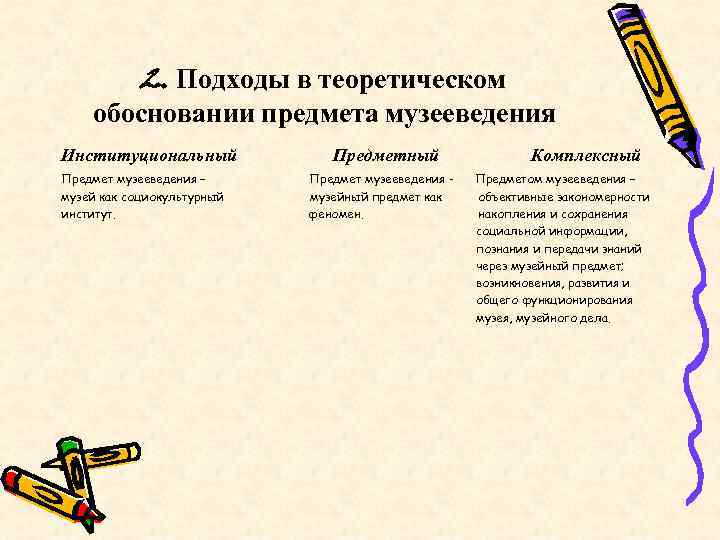 2. Подходы в теоретическом
обосновании предмета музееведения
Институциональный
Предмет музееведения –
музей как социокультурный
институт.
Предметный
Предмет музееведения -
музейный предмет как
феномен.
Комплексный
Предметом музееведения –
объективные закономерности
накопления и сохранения
социальной информации,
познания и передачи знаний
через музейный предмет;
возникновения, развития и
общего функционирования
музея, музейного дела.